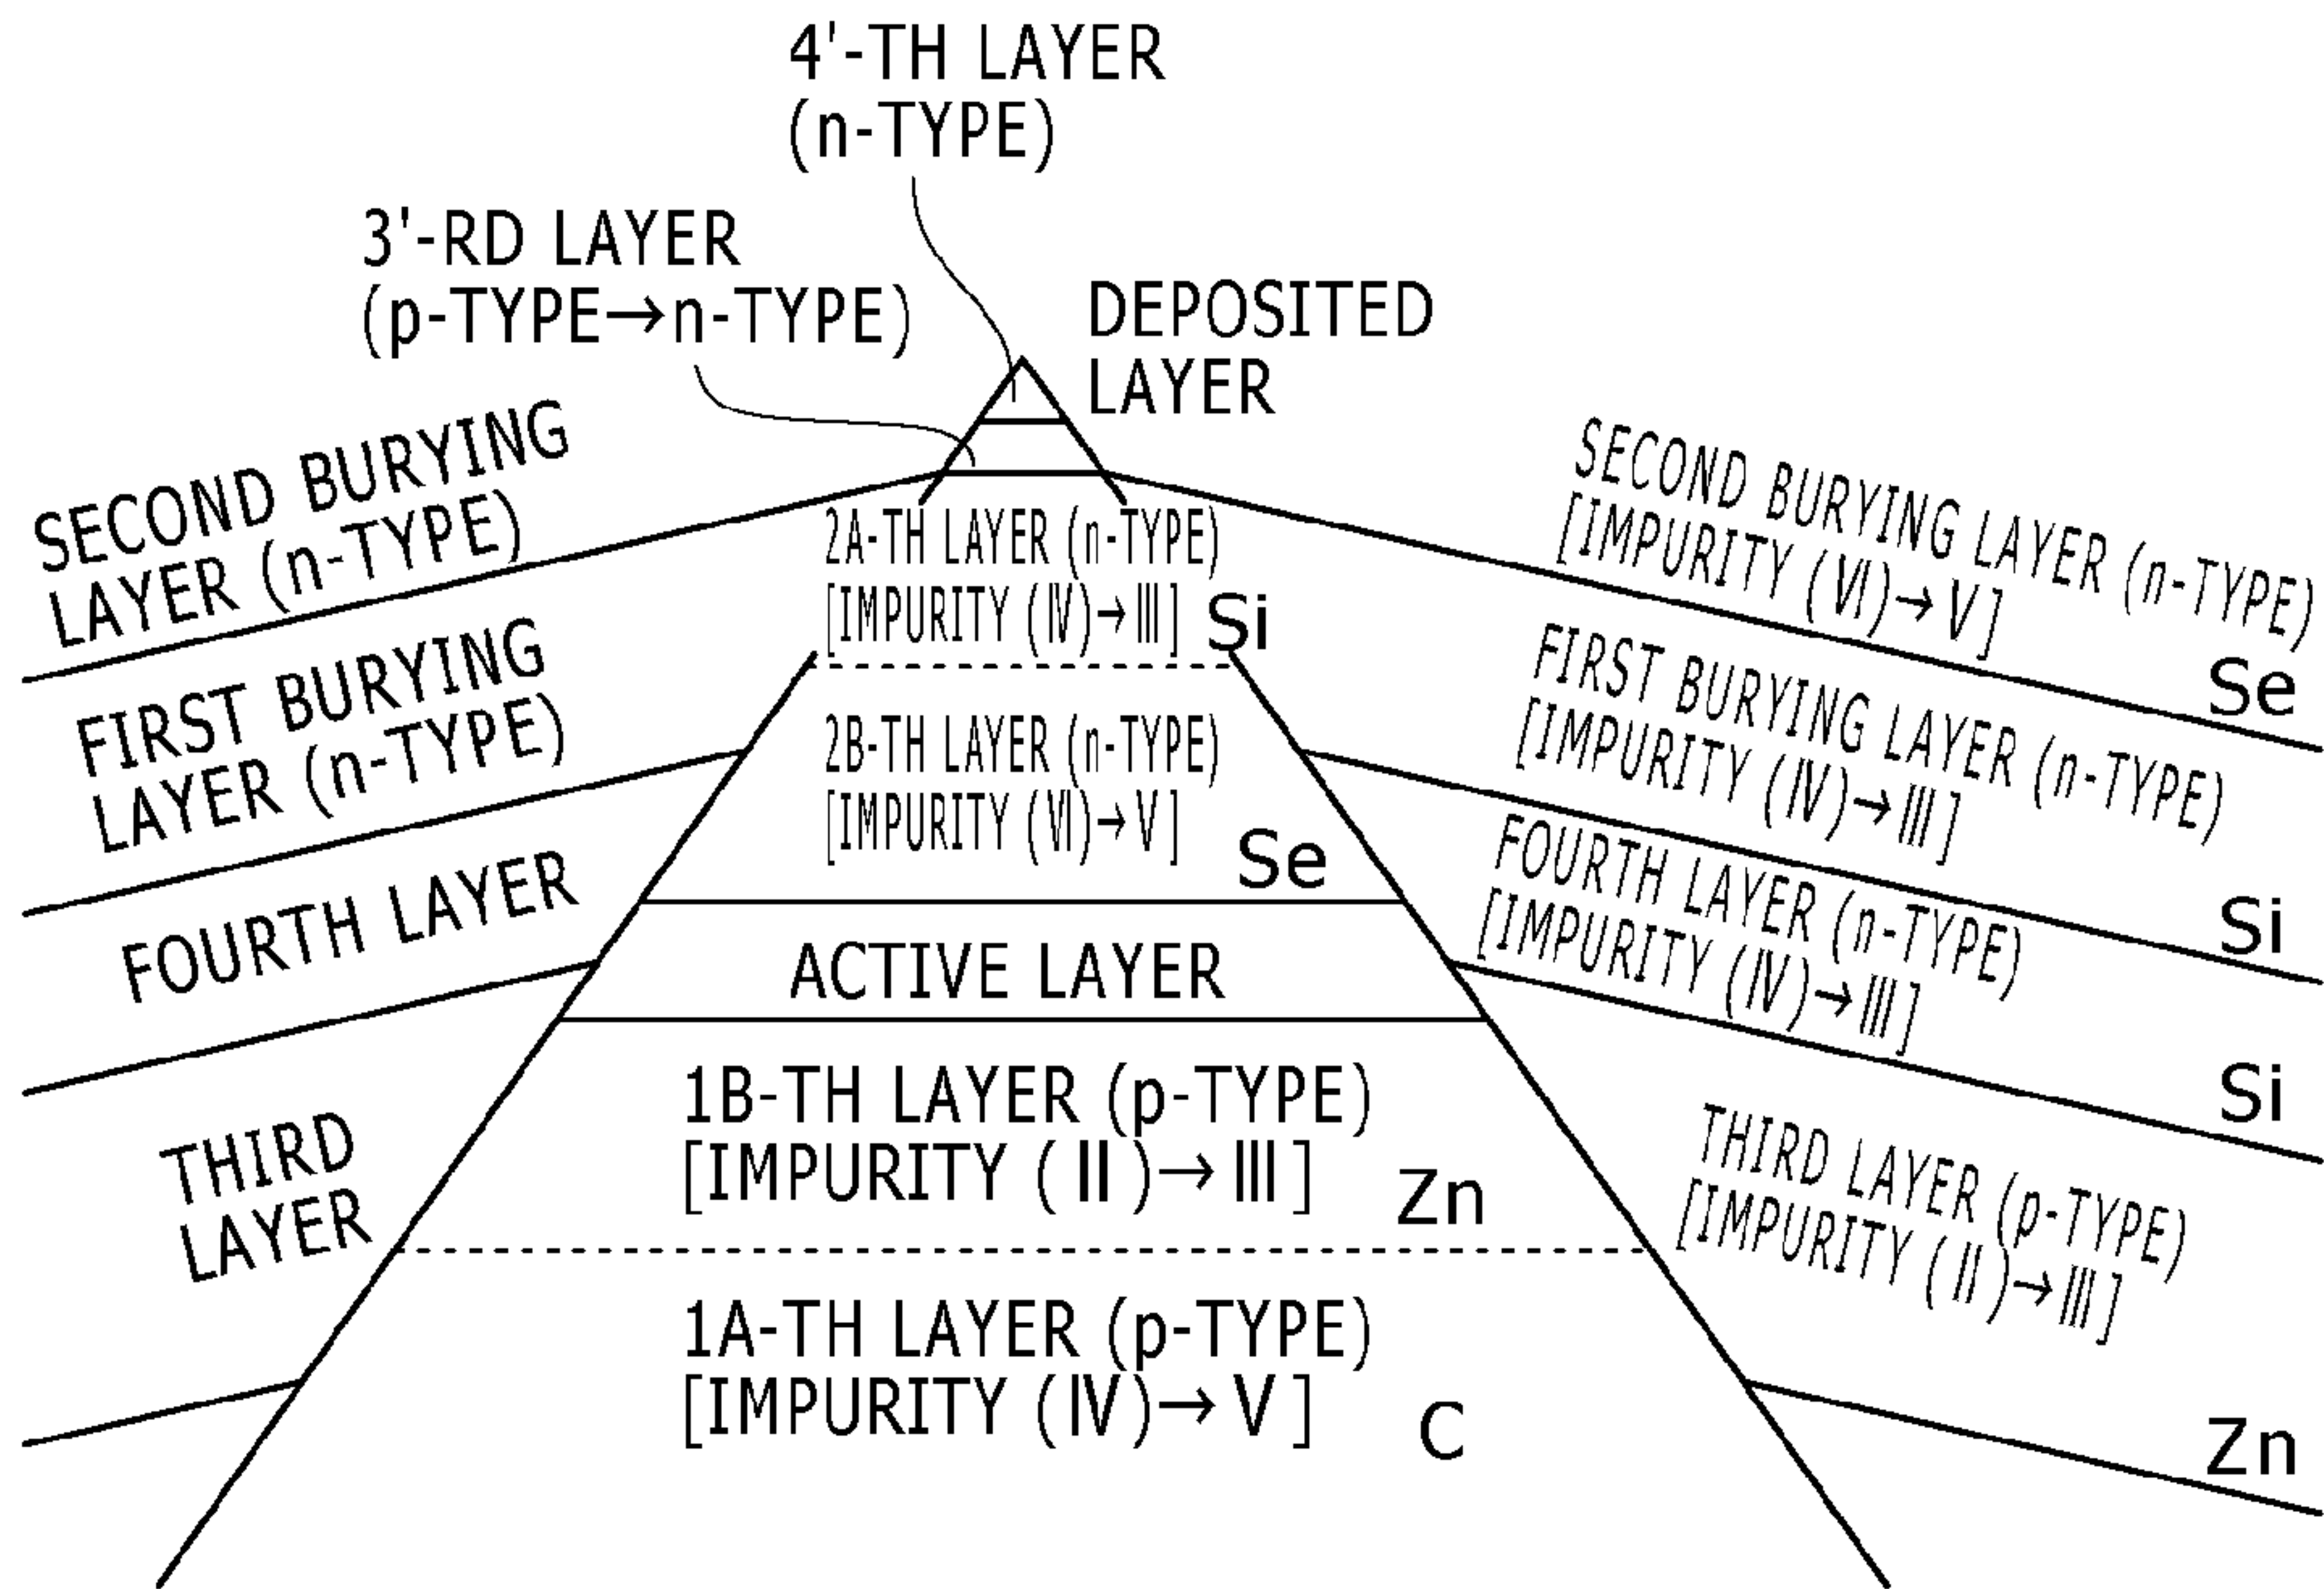 4'-TH LAYER
(n-TYPE)
3'-RD LAYER
(p-TYPE→n-TYPE)
DEPOSITED
LAYER
SECOND BURYING
LAYER (n-TYPE)
FIRST BURYING
LAYER (n-TYPE)
FOURTH LAYER
THIRD
LAYER
2A-TH LAYER (n-TYPE)
[IMPURITY (Ⅳ)→Ⅲ]
Si
2B-TH LAYER (n-TYPE)
[IMPURITY (Ⅵ)→Ⅴ]
Se
ACTIVE LAYER
1B-TH LAYER (p-TYPE)
[IMPURITY (Ⅱ)→Ⅲ]
Zn
1A-TH LAYER (p-TYPE)
[IMPURITY (Ⅳ)→Ⅴ]
C
SECOND BURYING LAYER (n-TYPE)
[IMPURITY (Ⅵ)→Ⅴ]
Se
FIRST BURYING LAYER (n-TYPE)
[IMPURITY (Ⅳ)→Ⅲ]
Si
FOURTH LAYER (n-TYPE)
[IMPURITY (Ⅳ)→Ⅲ]
Si
THIRD LAYER (p-TYPE)
[IMPURITY (Ⅱ)→Ⅲ]
Zn